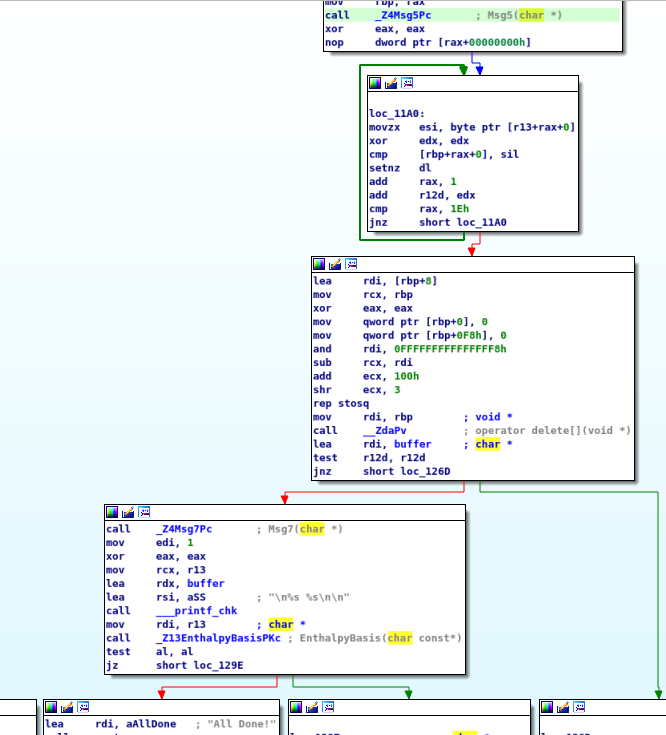 mov rbp, rax
call _Z4Msg5Pc ; Msg5(char *)
xor eax, eax
nop dword ptr [rax+00000000h]
loc_11A0:
movzx esi, byte ptr [r13+rax+0]
xor edx, edx
cmp [rbp+rax+0], sil
setnz dl
add rax, 1
add r12d, edx
cmp rax, 1Eh
jnz short loc_11A0
lea rdi, [rbp+8]
mov rcx, rbp
xor eax, eax
mov qword ptr [rbp+0], 0
mov qword ptr [rbp+0F8h], 0
and rdi, 0FFFFFFFFFFFFFFF8h
sub rcx, rdi
add ecx, 100h
shr ecx, 3
rep stosq
mov rdi, rbp ; void *
call __ZdaPv ; operator delete[](void *)
lea rdi, buffer ; char *
test r12d, r12d
jnz short loc_126D
call _Z4Msg7Pc ; Msg7(char *)
mov edi, 1
xor eax, eax
mov rcx, r13
lea rdx, buffer
lea rsi, aSS ; "\n%s %s\n\n"
call ___printf_chk
mov rdi, r13 ; char *
call _Z13EnthalpyBasisPKc ; EnthalpyBasis(char const*)
test al, al
jz short loc_129E
lea rdi, aAllDone ; "All Done!"